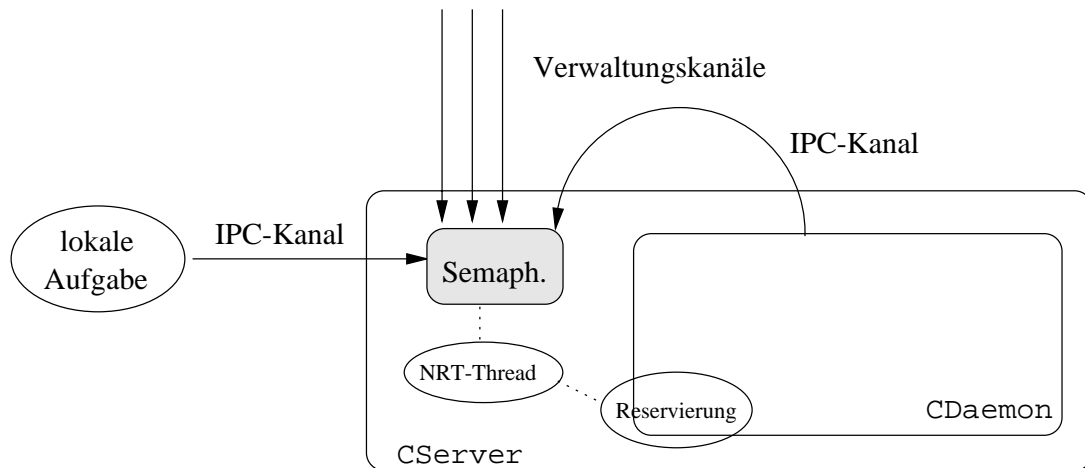 Verwaltungskanäle
IPC-Kanal
lokale
Aufgabe
IPC-Kanal
Semaph.
NRT-Thread
Reservierung
CDaemon
CServer